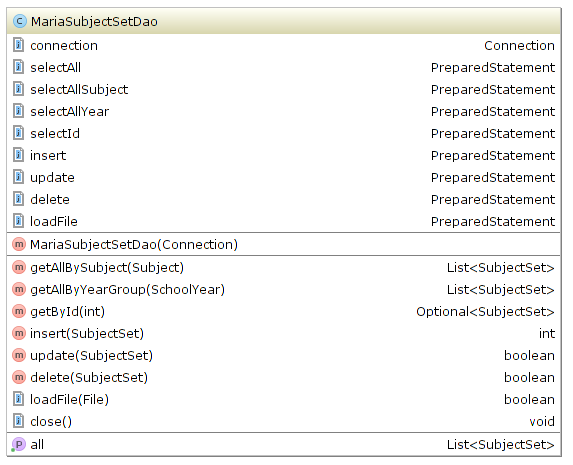 C MariaSubjectSetDao
connection Connection
selectAll PreparedStatement
selectAllSubject PreparedStatement
selectAllYear PreparedStatement
selectId PreparedStatement
insert PreparedStatement
update PreparedStatement
delete PreparedStatement
loadFile PreparedStatement
m MariaSubjectSetDao(Connection)
m getAllBySubject(Subject) List<SubjectSet>
m getAllByYearGroup(SchoolYear) List<SubjectSet>
m getById(int) Optional<SubjectSet>
m insert(SubjectSet) int
m update(SubjectSet) boolean
m delete(SubjectSet) boolean
loadFile(File) boolean
close() void
P all List<SubjectSet>